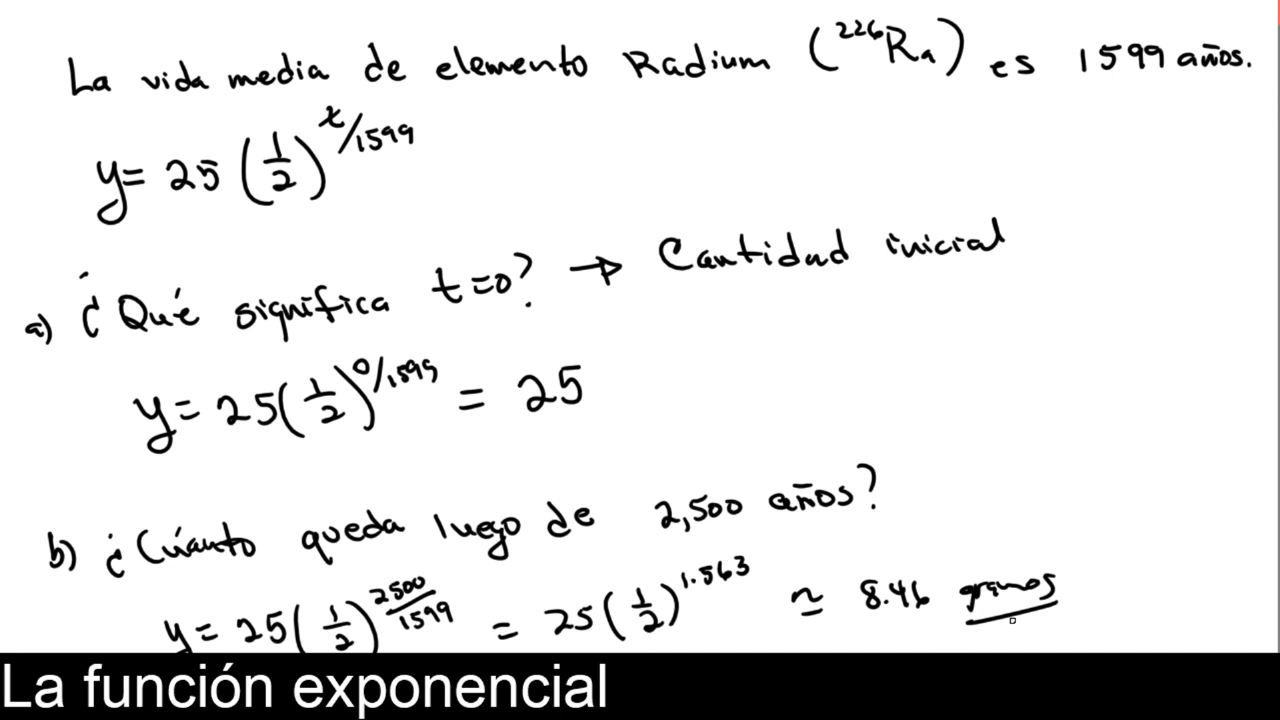 La vida media de elemento Radium (²²⁶Ra) es 1599 años.
y = 25 (1/2)^t/1599
a) ¿Qué significa t=0? → Cantidad inicial
y = 25(1/2)^0/1599 = 25
b) ¿Cúanto queda luego de 2,500 años?
y = 25(1/2)^2500/1599 = 25(1/2)^1.563 ≃ 8.46 gramos
La función exponencial